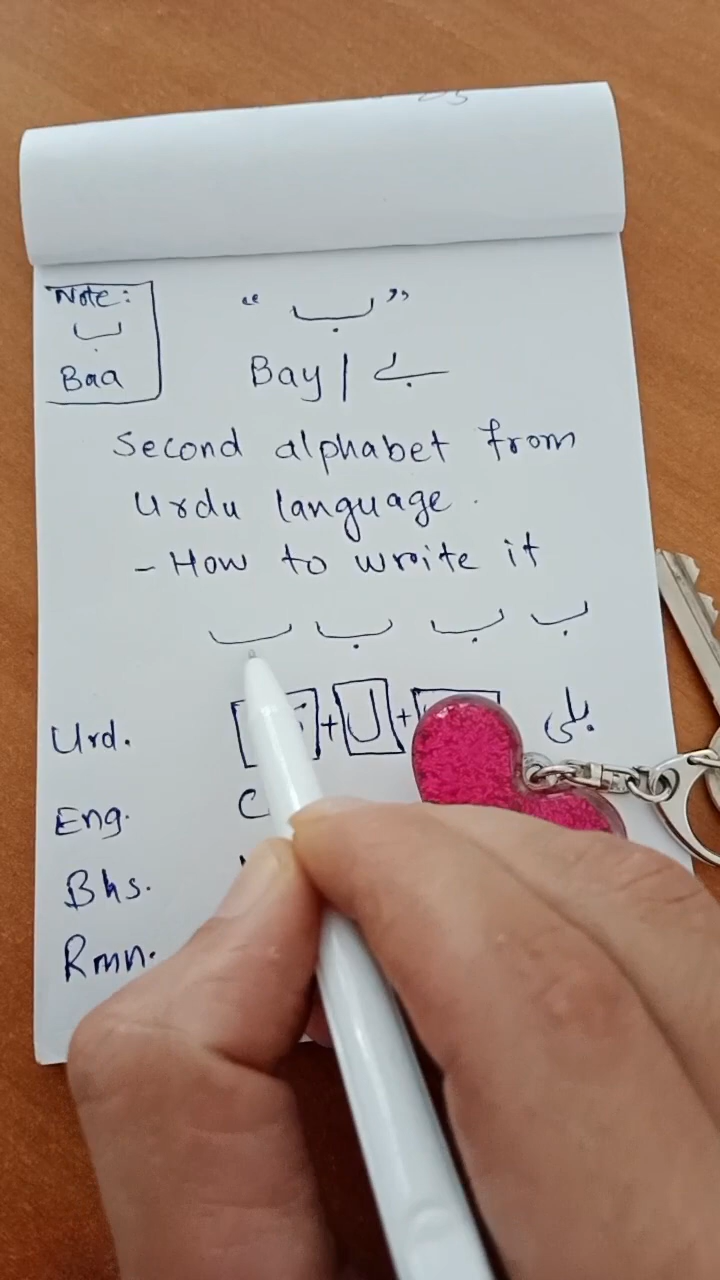 Note:
ب
Baa
“ ب ”
Bay / بے
Second alphabet from
Urdu language.
- How to write it
ب ب ب ب
Urd. + ل + بلی
Eng. C
Bhs.
Rmn.